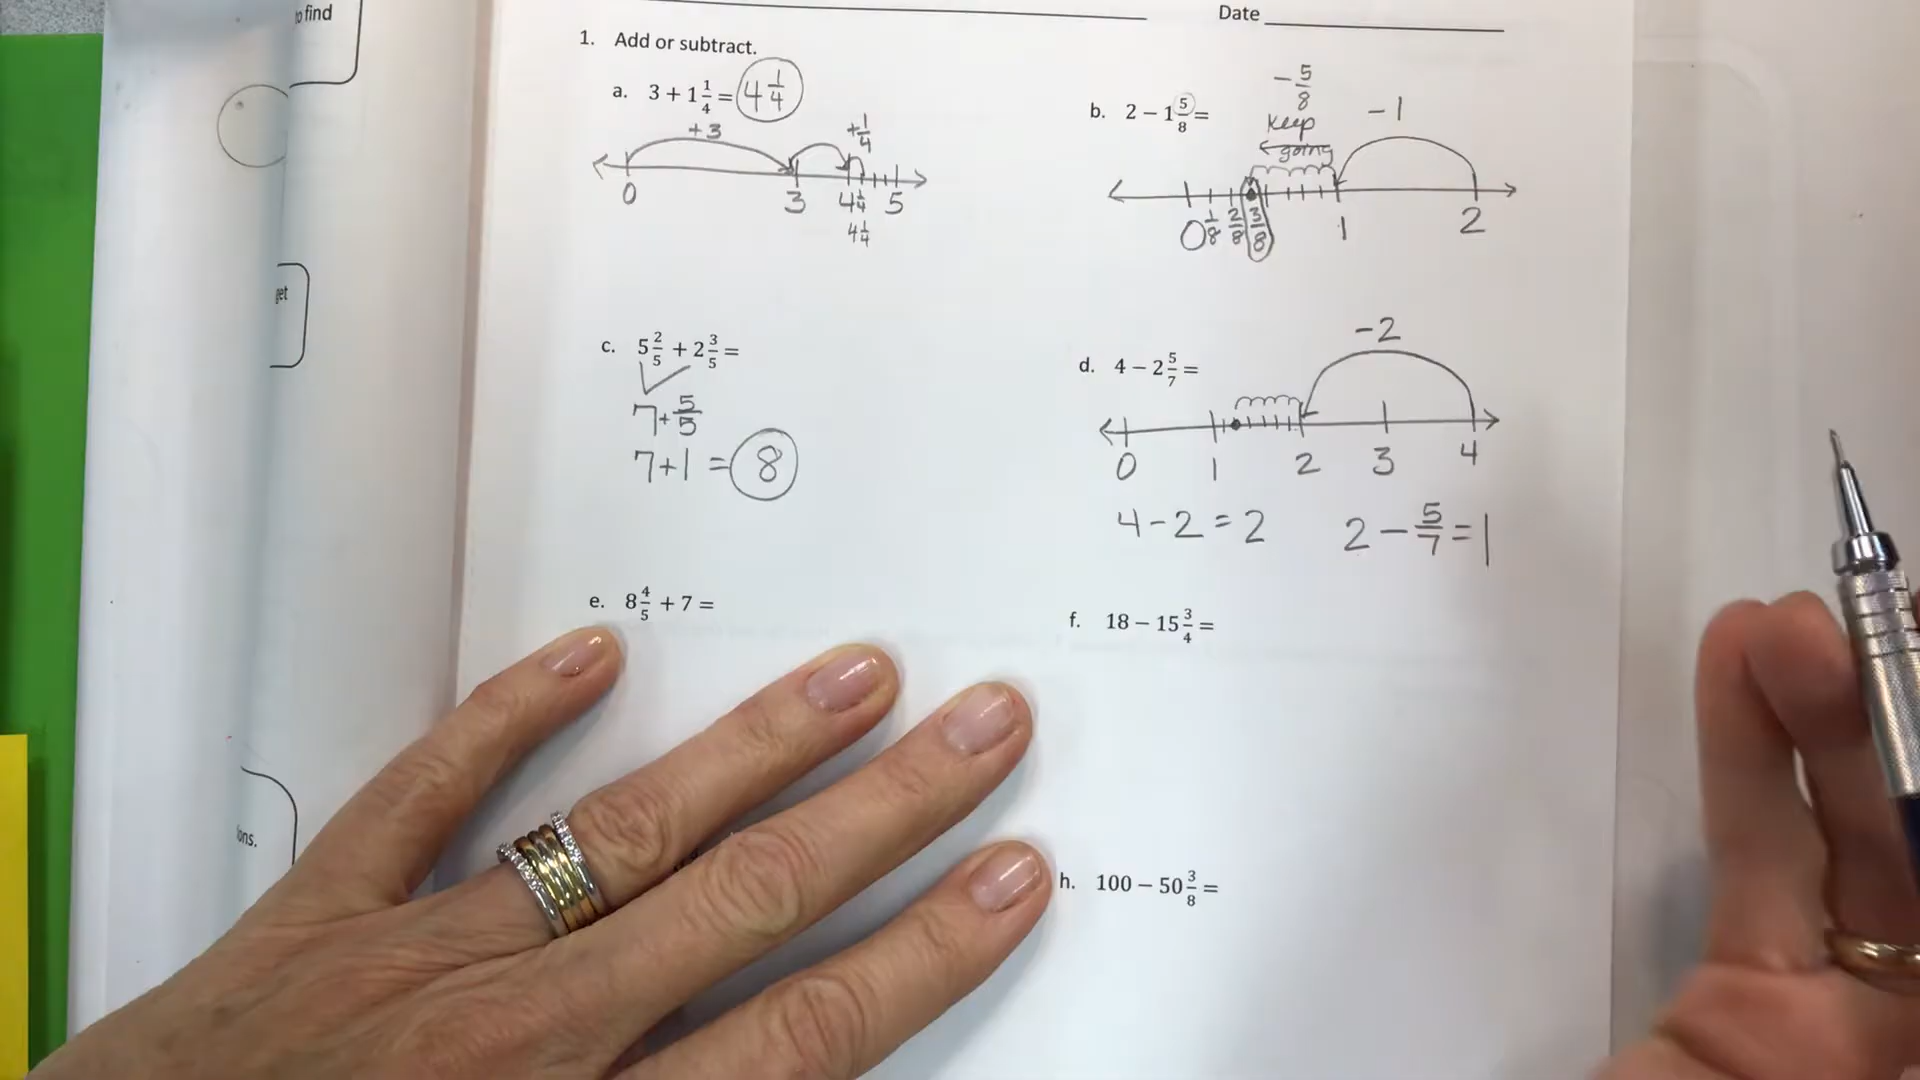 to find
Date
1. Add or subtract.
a. 3 + 1 1/4 = 4 1/4
+3
+1/4
0 3 4 1/4 5
4 1/4
b. 2 − 1 5/8 =
− 5/8
keep
going
−1
0 1/8 2/8 3/8 1 2
get
c. 5 2/5 + 2 3/5 =
7 + 5/5
7+1 = 8
d. 4 − 2 5/7 =
−2
0 1 2 3 4
4 − 2 = 2 2 − 5/7 = 1
e. 8 4/5 + 7 =
f. 18 − 15 3/4 =
ons.
h. 100 − 50 3/8 =